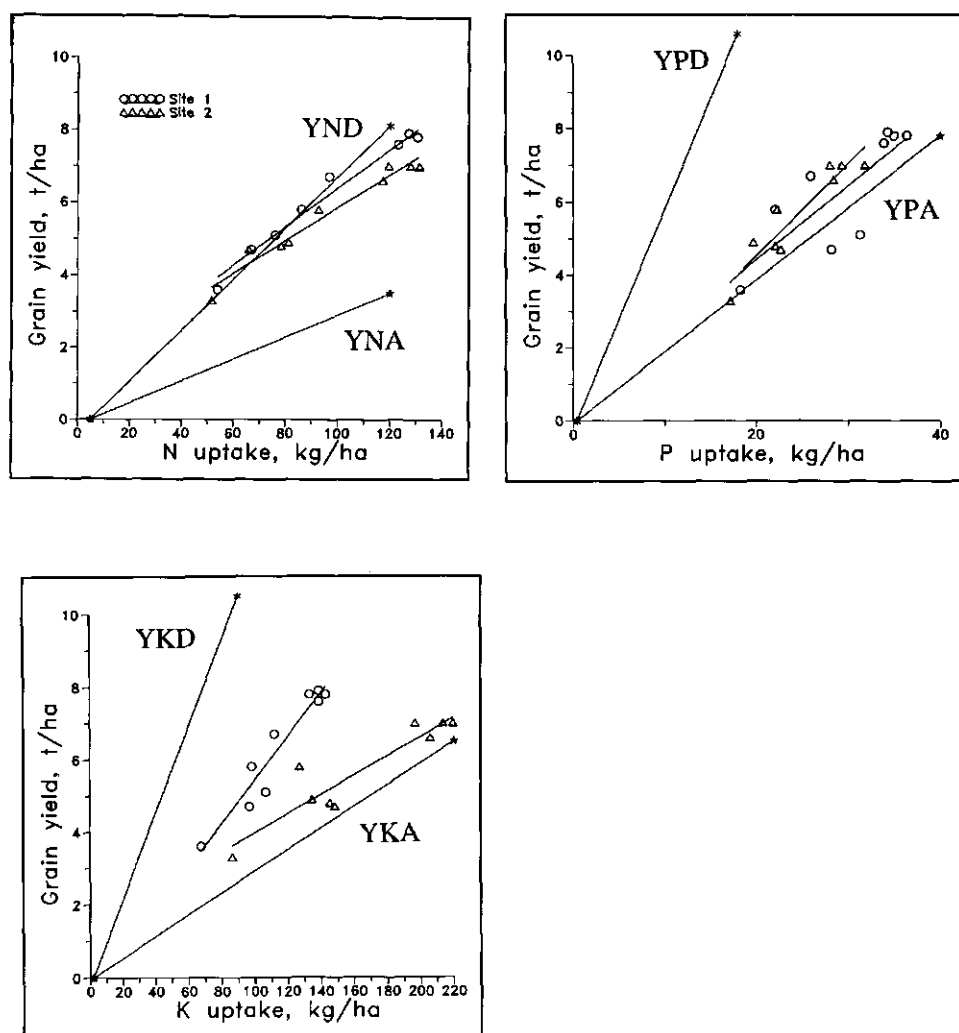 10
8
6
4
2
0
Grain yield, t/ha
Site 1
Site 2
YND
YNA
0 20 40 60 80 100 120 140
N uptake, kg/ha
10
8
6
4
2
0
Grain yield, t/ha
YPD
YPA
0 20 40
P uptake, kg/ha
10
8
6
4
2
0
Grain yield, t/ha
YKD
YKA
0 20 40 60 80 100 120 140 160 180 200 220
K uptake, kg/ha